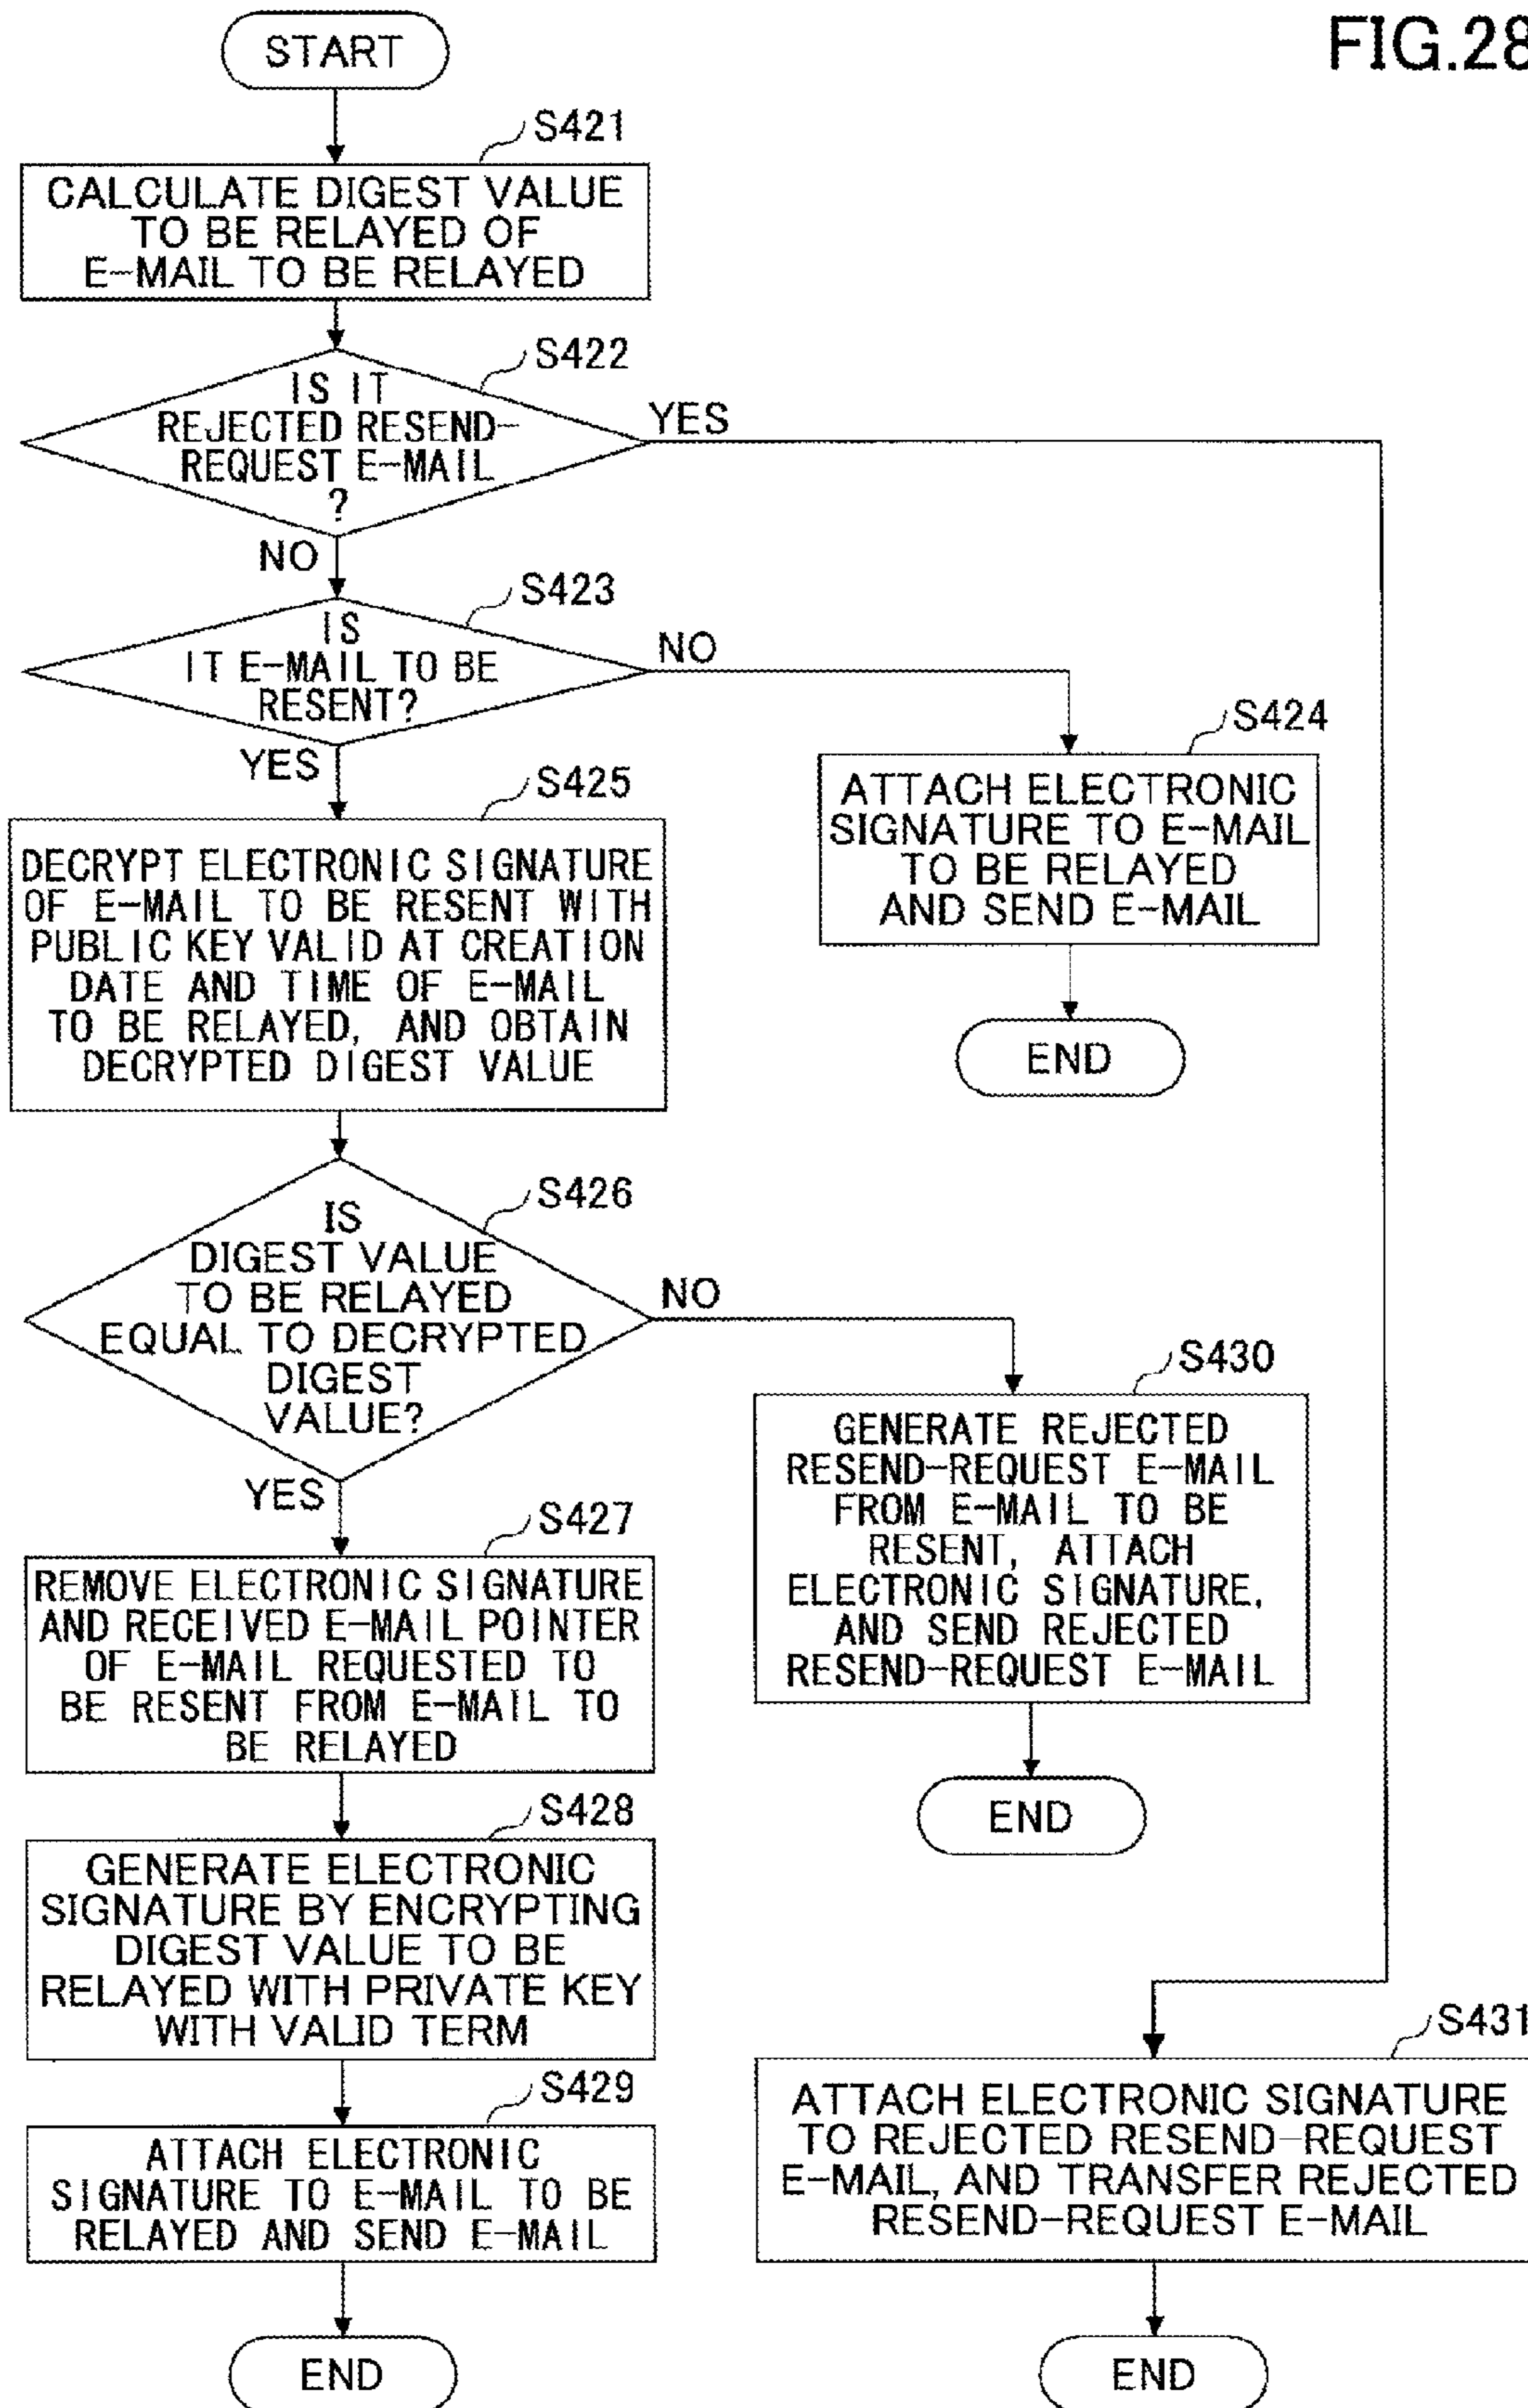 FIG.28
START
S421
CALCULATE DIGEST VALUE
TO BE RELAYED OF
E-MAIL TO BE RELAYED
S422
IS IT
REJECTED RESEND-
REQUEST E-MAIL
?
YES
NO
S423
IS
IT E-MAIL TO BE
RESENT?
NO
YES
S424
ATTACH ELECTRONIC
SIGNATURE TO E-MAIL
TO BE RELAYED
AND SEND E-MAIL
END
S425
DECRYPT ELECTRONIC SIGNATURE
OF E-MAIL TO BE RESENT WITH
PUBLIC KEY VALID AT CREATION
DATE AND TIME OF E-MAIL
TO BE RELAYED, AND OBTAIN
DECRYPTED DIGEST VALUE
S426
IS
DIGEST VALUE
TO BE RELAYED
EQUAL TO DECRYPTED
DIGEST
VALUE?
NO
YES
S430
GENERATE REJECTED
RESEND-REQUEST E-MAIL
FROM E-MAIL TO BE
RESENT, ATTACH
ELECTRONIC SIGNATURE,
AND SEND REJECTED
RESEND-REQUEST E-MAIL
END
S427
REMOVE ELECTRONIC SIGNATURE
AND RECEIVED E-MAIL POINTER
OF E-MAIL REQUESTED TO
BE RESENT FROM E-MAIL TO
BE RELAYED
S428
GENERATE ELECTRONIC
SIGNATURE BY ENCRYPTING
DIGEST VALUE TO BE
RELAYED WITH PRIVATE KEY
WITH VALID TERM
S429
ATTACH ELECTRONIC
SIGNATURE TO E-MAIL TO BE
RELAYED AND SEND E-MAIL
END
S431
ATTACH ELECTRONIC SIGNATURE
TO REJECTED RESEND-REQUEST
E-MAIL, AND TRANSFER REJECTED
RESEND-REQUEST E-MAIL
END